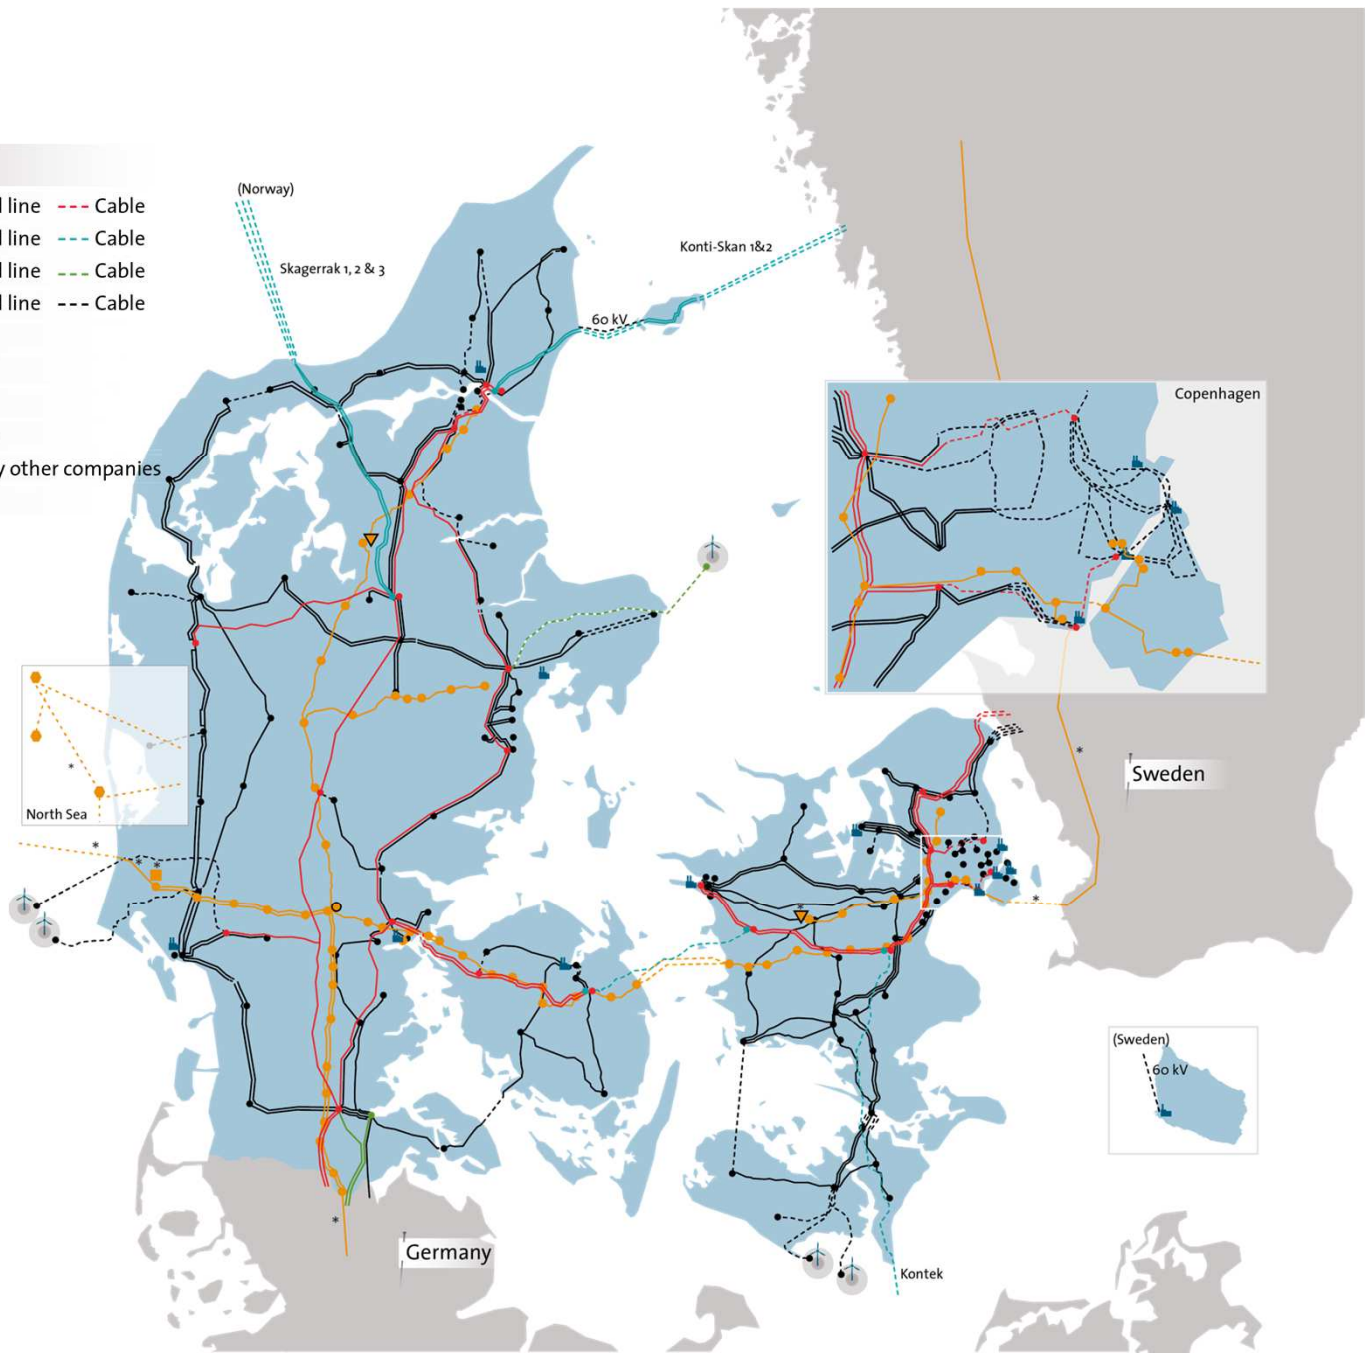 (Norway)
l line --- Cable
l line --- Cable
l line --- Cable
l line --- Cable
Skagerrak 1, 2 & 3
Konti-Skan 1&2
60 kV
Copenhagen
y other companies
North Sea
*
*
*
*
*
*
*
*
Sweden
(Sweden)
60 kV
Germany
Kontek